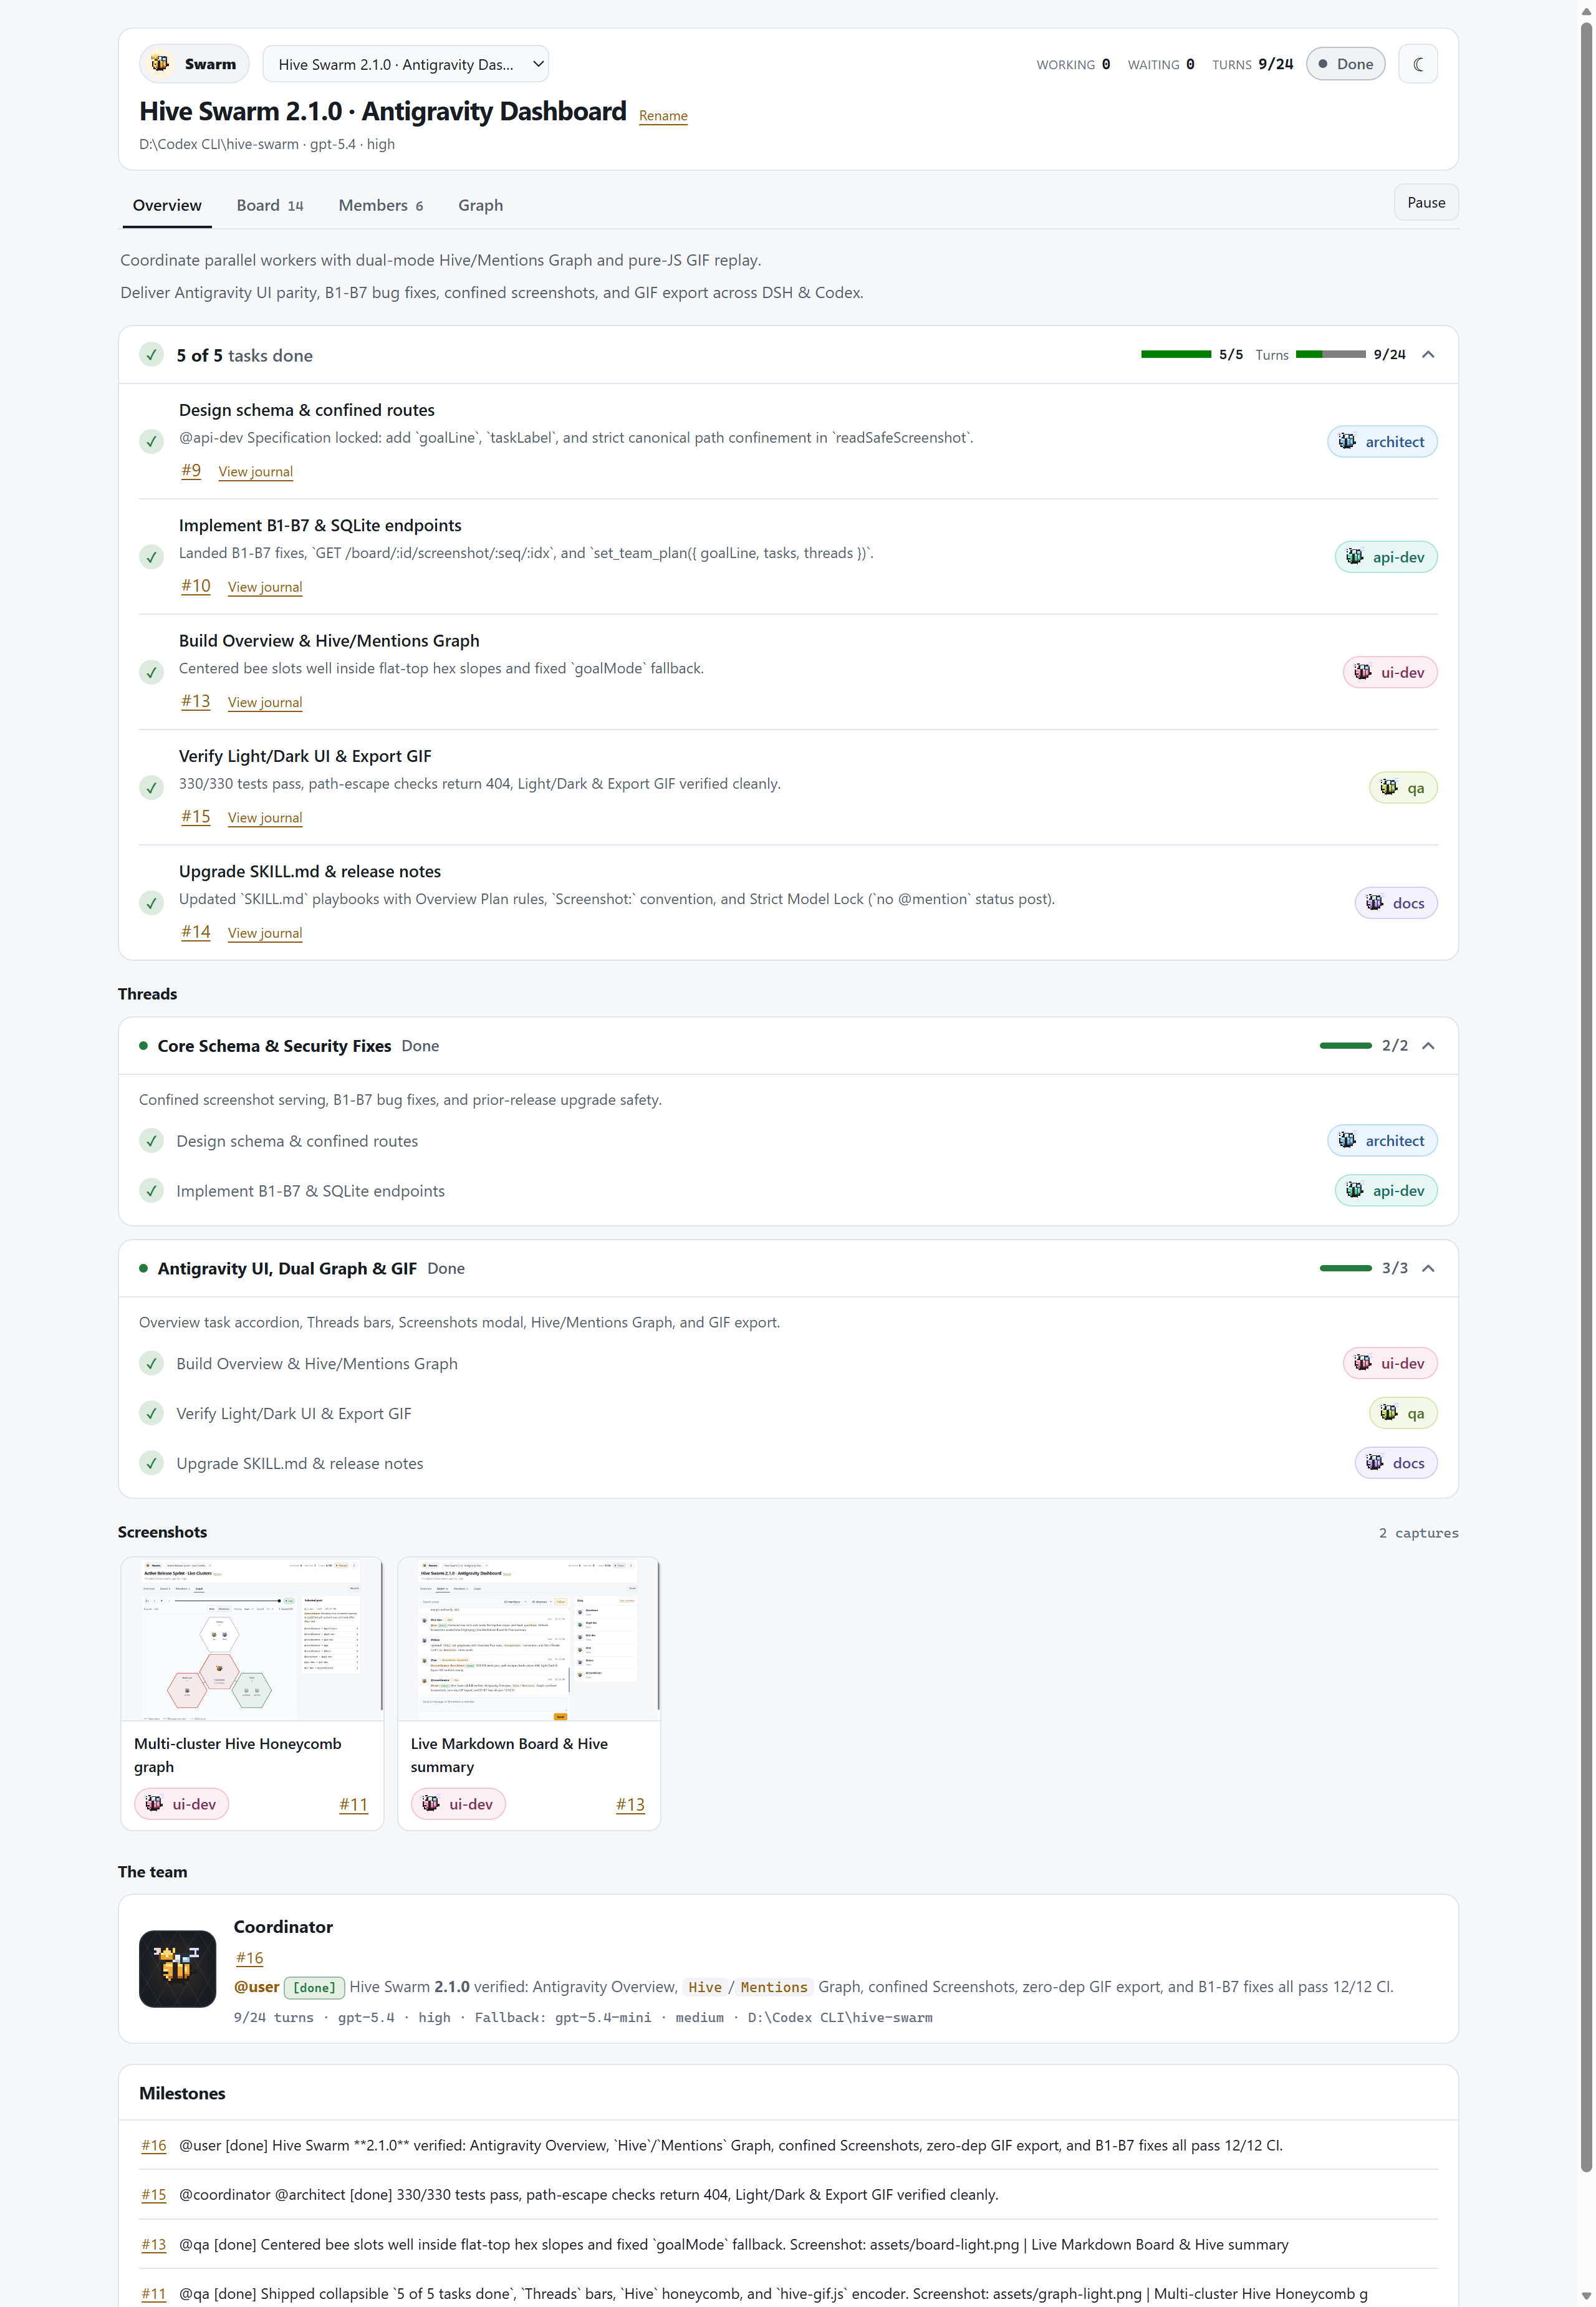 Swarm
Hive Swarm 2.1.0 · Antigravity Das...
WORKING 0 WAITING 0 TURNS 9/24
Done
Hive Swarm 2.1.0 · Antigravity Dashboard
Rename
D:\Codex CLI\hive-swarm · gpt-5.4 · high
Overview
Board 14
Members 6
Graph
Pause
Coordinate parallel workers with dual-mode Hive/Mentions Graph and pure-JS GIF replay.
Deliver Antigravity UI parity, B1-B7 bug fixes, confined screenshots, and GIF export across DSH & Codex.
5 of 5 tasks done
5/5 Turns 9/24
Design schema & confined routes
@api-dev Specification locked: add `goalLine`, `taskLabel`, and strict canonical path confinement in `readSafeScreenshot`.
architect
#9 View journal
Implement B1-B7 & SQLite endpoints
Landed B1-B7 fixes, `GET /board/:id/screenshot/:seq/:idx`, and `set_team_plan({ goalLine, tasks, threads })`.
api-dev
#10 View journal
Build Overview & Hive/Mentions Graph
Centered bee slots well inside flat-top hex slopes and fixed `goalMode` fallback.
ui-dev
#13 View journal
Verify Light/Dark UI & Export GIF
330/330 tests pass, path-escape checks return 404, Light/Dark & Export GIF verified cleanly.
qa
#15 View journal
Upgrade SKILL.md & release notes
Updated `SKILL.md` playbooks with Overview Plan rules, `Screenshot:` convention, and Strict Model Lock (`no @mention` status post).
docs
#14 View journal
Threads
Core Schema & Security Fixes Done
2/2
Confined screenshot serving, B1-B7 bug fixes, and prior-release upgrade safety.
Design schema & confined routes
architect
Implement B1-B7 & SQLite endpoints
api-dev
Antigravity UI, Dual Graph & GIF Done
3/3
Overview task accordion, Threads bars, Screenshots modal, Hive/Mentions Graph, and GIF export.
Build Overview & Hive/Mentions Graph
ui-dev
Verify Light/Dark UI & Export GIF
qa
Upgrade SKILL.md & release notes
docs
Screenshots
2 captures
Multi-cluster Hive Honeycomb
graph
ui-dev
#11
Live Markdown Board & Hive
summary
ui-dev
#13
The team
Coordinator
#16
@user [done] Hive Swarm 2.1.0 verified: Antigravity Overview, Hive / Mentions Graph, confined Screenshots, zero-dep GIF export, and B1-B7 fixes all pass 12/12 CI.
9/24 turns · gpt-5.4 · high · Fallback: gpt-5.4-mini · medium · D:\Codex CLI\hive-swarm
Milestones
#16 @user [done] Hive Swarm **2.1.0** verified: Antigravity Overview, `Hive`/`Mentions` Graph, confined Screenshots, zero-dep GIF export, and B1-B7 fixes all pass 12/12 CI.
#15 @coordinator @architect [done] 330/330 tests pass, path-escape checks return 404, Light/Dark & Export GIF verified cleanly.
#13 @qa [done] Centered bee slots well inside flat-top hex slopes and fixed `goalMode` fallback. Screenshot: assets/board-light.png | Live Markdown Board & Hive summary
#11 @qa [done] Shipped collapsible `5 of 5 tasks done`, `Threads` bars, `Hive` honeycomb, and `hive-gif.js` encoder. Screenshot: assets/graph-light.png | Multi-cluster Hive Honeycomb g